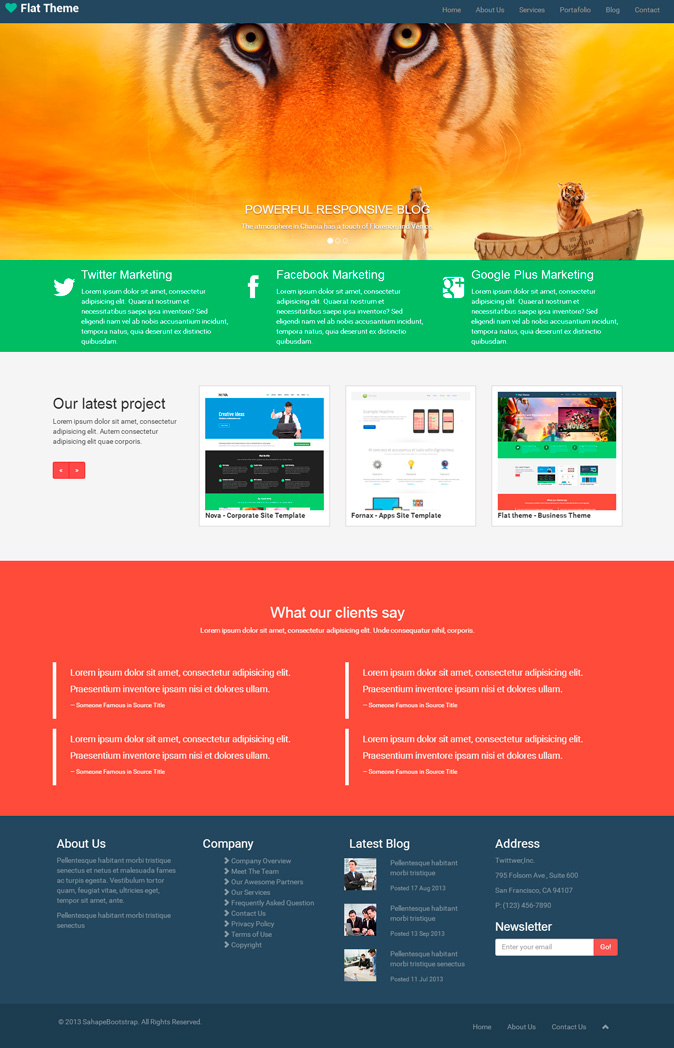 Flat Theme
Home About Us Services Portafolio Blog Contact
POWERFUL RESPONSIVE BLOG
The atmosphere in Chania has a touch of Florence and Venice.
Twitter Marketing
Lorem ipsum dolor sit amet, consectetur
adipisicing elit. Quaerat nostrum et
necessitatibus saepe ipsa inventore? Sed
eligendi nam vel ab nobis accusantium incidunt,
tempora natus, quia deserunt ex distinctio
quibusdam.
Facebook Marketing
Lorem ipsum dolor sit amet, consectetur
adipisicing elit. Quaerat nostrum et
necessitatibus saepe ipsa inventore? Sed
eligendi nam vel ab nobis accusantium incidunt,
tempora natus, quia deserunt ex distinctio
quibusdam.
Google Plus Marketing
Lorem ipsum dolor sit amet, consectetur
adipisicing elit. Quaerat nostrum et
necessitatibus saepe ipsa inventore? Sed
eligendi nam vel ab nobis accusantium incidunt,
tempora natus, quia deserunt ex distinctio
quibusdam.
Our latest project
Lorem ipsum dolor sit amet, consectetur
adipisicing elit. Autem consectetur
adipisicing elit quae corporis.
« »
Creative Ideas
Nova - Corporate Site Template
Example Headline
Fornax - Apps Site Template
Flat theme - Business Theme
What our clients say
Lorem ipsum dolor sit amet, consectetur adipisicing elit. Unde consequatur nihil, corporis.
Lorem ipsum dolor sit amet, consectetur adipisicing elit.
Praesentium inventore ipsam nisi et dolores ullam.
— Someone Famous in Source Title
Lorem ipsum dolor sit amet, consectetur adipisicing elit.
Praesentium inventore ipsam nisi et dolores ullam.
— Someone Famous in Source Title
Lorem ipsum dolor sit amet, consectetur adipisicing elit.
Praesentium inventore ipsam nisi et dolores ullam.
— Someone Famous in Source Title
Lorem ipsum dolor sit amet, consectetur adipisicing elit.
Praesentium inventore ipsam nisi et dolores ullam.
— Someone Famous in Source Title
About Us
Pellentesque habitant morbi tristique
senectus et netus et malesuada fames
ac turpis egesta. Vestibulum tortor
quam, feugiat vitae, ultricies eget,
tempor sit amet, ante.
Pellentesque habitant morbi tristique
senectus
Company
Company Overview
Meet The Team
Our Awesome Partners
Our Services
Frequently Asked Question
Contact Us
Privacy Policy
Terms of Use
Copyright
Latest Blog
Pellentesque habitant
morbi tristique
Posted 17 Aug 2013
Pellentesque habitant
morbi tristique
Posted 13 Sep 2013
Pellentesque habitant
morbi tristique senectus
Posted 11 Jul 2013
Address
Twittwer,Inc.
795 Folsom Ave., Suite 600
San Francisco, CA 94107
P: (123) 456-7890
Newsletter
Enter your email Go!
© 2013 SahapeBootstrap. All Rights Reserved.
Home About Us Contact Us